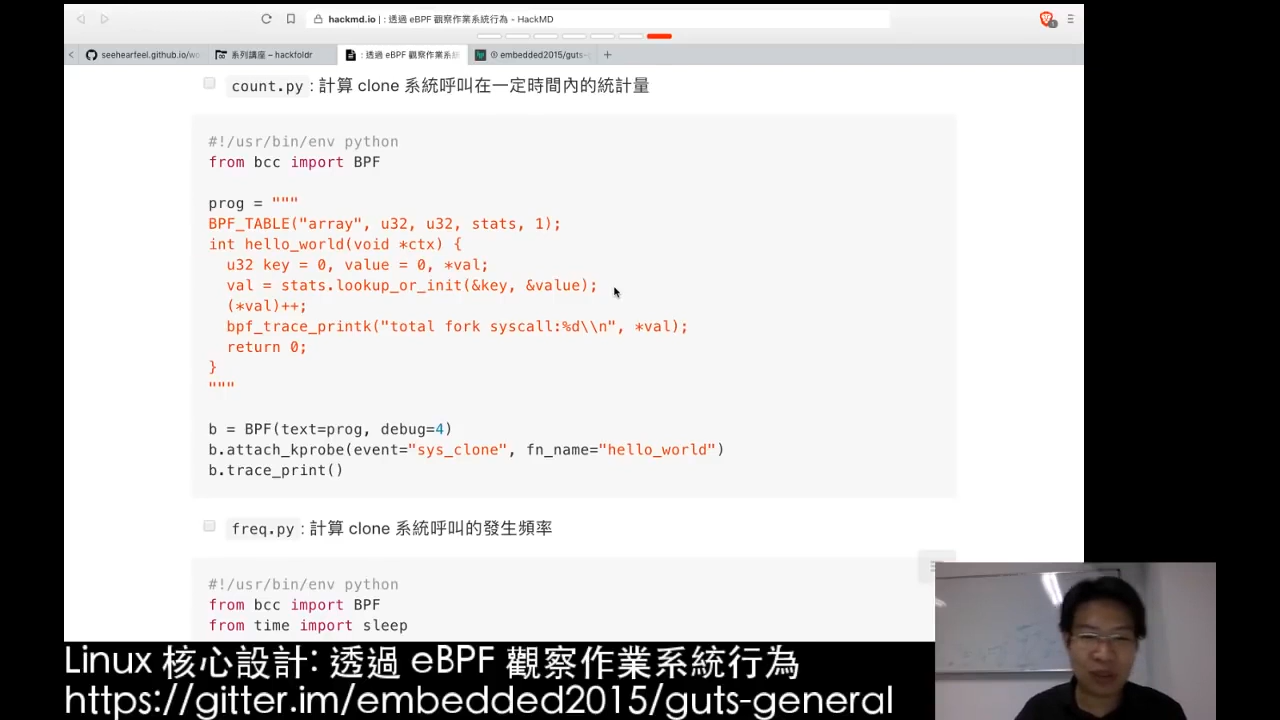 hackmd.io | : 透過 eBPF 觀察作業系統行為 - HackMD
seehearfeel.github.io/wo
系列講座 – hackfoldr
: 透過 eBPF 觀察作業系統
embedded2015/guts-
count.py : 計算 clone 系統呼叫在一定時間內的統計量
#!/usr/bin/env python
from bcc import BPF
prog = """
BPF_TABLE("array", u32, u32, stats, 1);
int hello_world(void *ctx) {
  u32 key = 0, value = 0, *val;
  val = stats.lookup_or_init(&key, &value);
  (*val)++;
  bpf_trace_printk("total fork syscall:%d\\n", *val);
  return 0;
}
"""
b = BPF(text=prog, debug=4)
b.attach_kprobe(event="sys_clone", fn_name="hello_world")
b.trace_print()
freq.py : 計算 clone 系統呼叫的發生頻率
#!/usr/bin/env python
from bcc import BPF
from time import sleep
Linux 核心設計: 透過 eBPF 觀察作業系統行為
https://gitter.im/embedded2015/guts-general